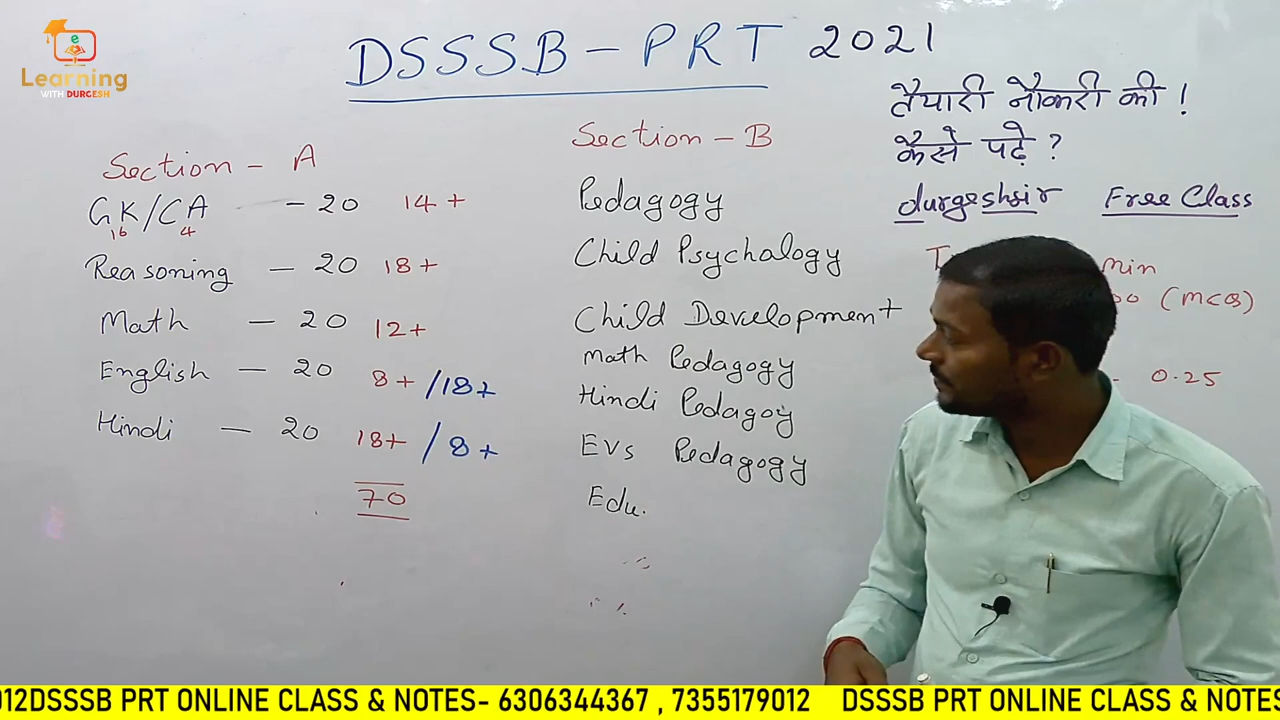 e
Learning
WITH DURGESH
DSSSB - PRT 2021
तैयारी नौकरी की !
कैसे पढ़े ?
durgeshsir Free Class
min
(MCQ)
0.25
Section - A
GK/CA - 20 14+
16 4
Reasoning - 20 18+
Math - 20 12+
English - 20 8+ / 18+
Hindi - 20 18+ / 8+
70
Section - B
Pedagogy
Child Psychalogy
Child Development
Math Pedagogy
Hindi Pedagogy
EVs Pedagogy
Edu.
012DSSSB PRT ONLINE CLASS & NOTES- 6306344367 , 7355179012 DSSSB PRT ONLINE CLASS & NOTES